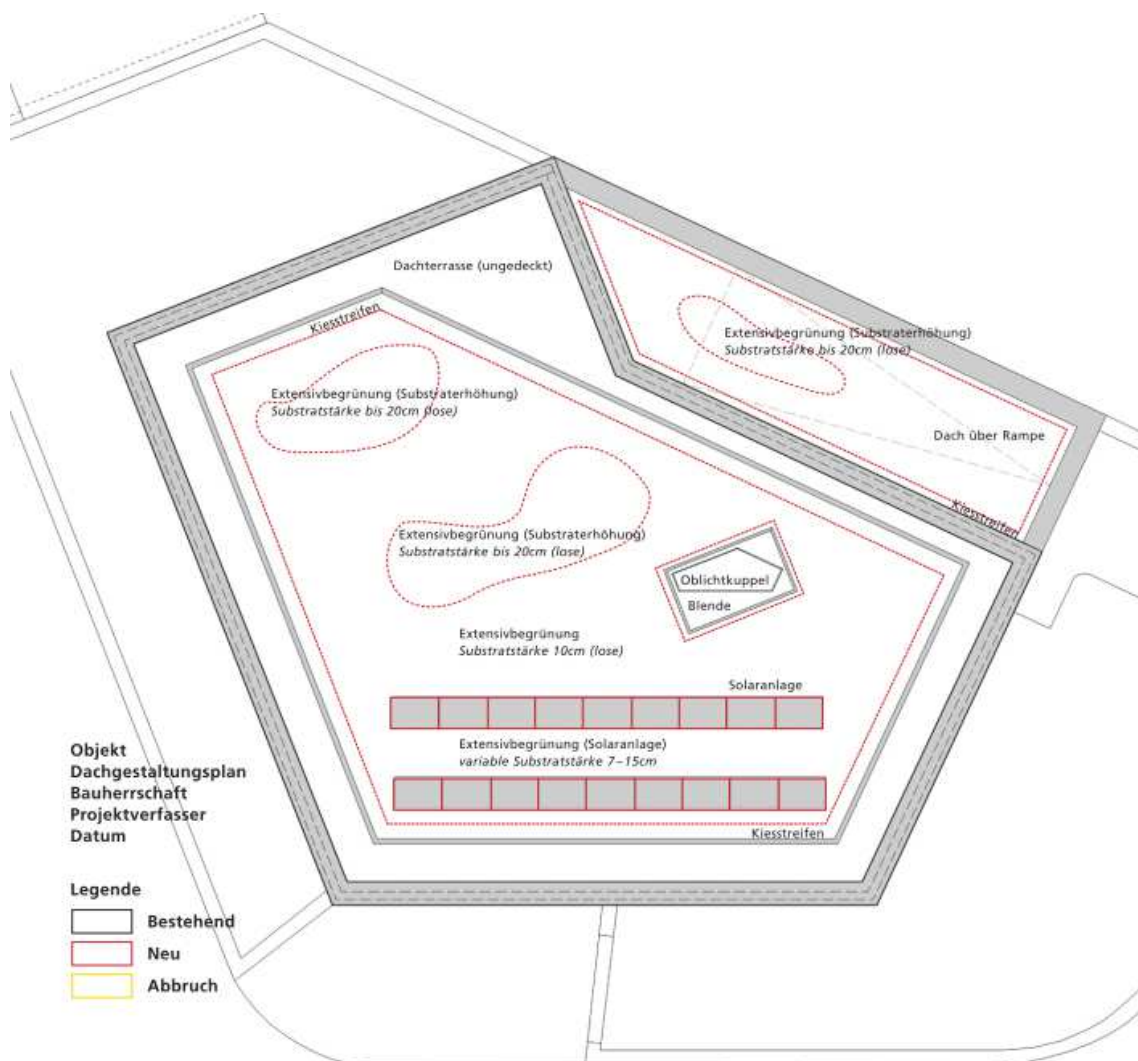 Dachterrasse (ungedeckt)
Kiesstreifen
Extensivbegrünung (Substraterhöhung)
Substratstärke bis 20cm (lose)
Extensivbegrünung (Substraterhöhung)
Substratstärke bis 20cm (lose)
Dach über Rampe
Kiesstreifen
Extensivbegrünung (Substraterhöhung)
Substratstärke bis 20cm (lose)
Oblichtkuppel
Blende
Extensivbegrünung
Substratstärke 10cm (lose)
Solaranlage
Extensivbegrünung (Solaranlage)
variable Substratstärke 7–15cm
Kiesstreifen
Objekt
Dachgestaltungsplan
Bauherrschaft
Projektverfasser
Datum
Legende
Bestehend
Neu
Abbruch